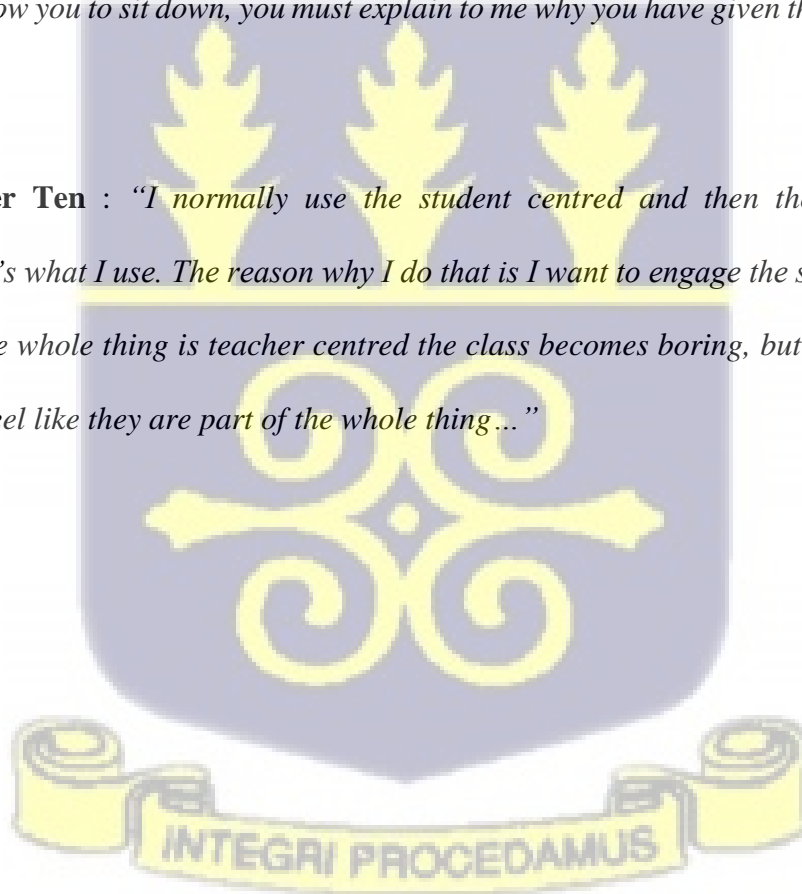 ow you to sit down, you must explain to me why you have given th
er Ten : “I normally use the student centred and then the
’s what I use. The reason why I do that is I want to engage the s
e whole thing is teacher centred the class becomes boring, but
eel like they are part of the whole thing…”
INTEGRI PROCEDAMUS